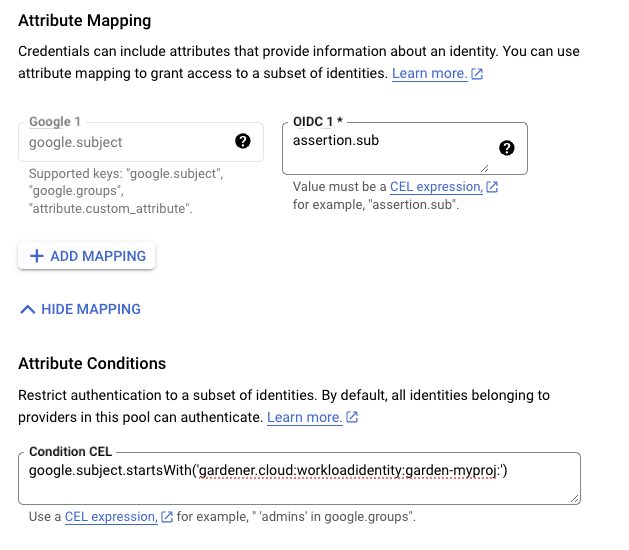 Attribute Mapping
Credentials can include attributes that provide information about an identity. You can use
attribute mapping to grant access to a subset of identities. Learn more.
Google 1
google.subject
Supported keys: "google.subject",
"google.groups",
"attribute.custom_attribute".
OIDC 1 *
assertion.sub
Value must be a CEL expression,
for example, "assertion.sub".
ADD MAPPING
HIDE MAPPING
Attribute Conditions
Restrict authentication to a subset of identities. By default, all identities belonging to
providers in this pool can authenticate. Learn more.
Condition CEL
google.subject.startsWith('gardener.cloud:workloadidentity:garden-myproj:')
Use a CEL expression, for example, " 'admins' in google.groups".